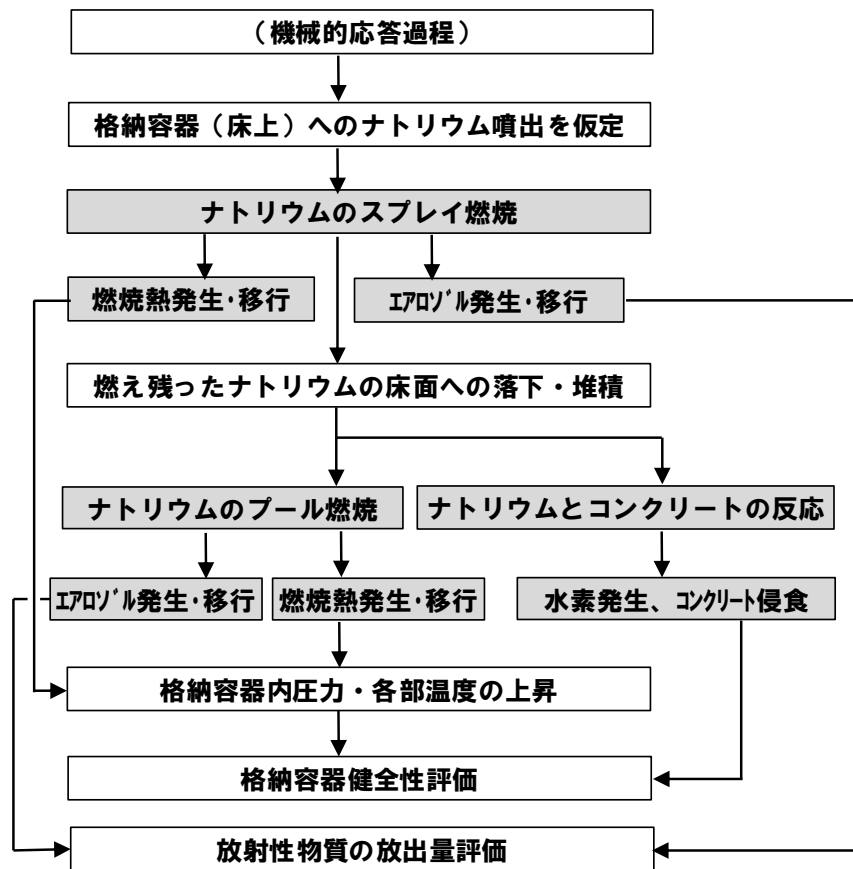 （機械的応答過程）
格納容器（床上）へのナトリウム噴出を仮定
ナトリウムのスプレイ燃焼
燃焼熱発生・移行
ｴｱﾛｿﾞﾙ発生・移行
燃え残ったナトリウムの床面への落下・堆積
ナトリウムのプール燃焼
ナトリウムとコンクリートの反応
ｴｱﾛｿﾞﾙ発生・移行
燃焼熱発生・移行
水素発生、ｺﾝｸﾘｰﾄ侵食
格納容器内圧力・各部温度の上昇
格納容器健全性評価
放射性物質の放出量評価